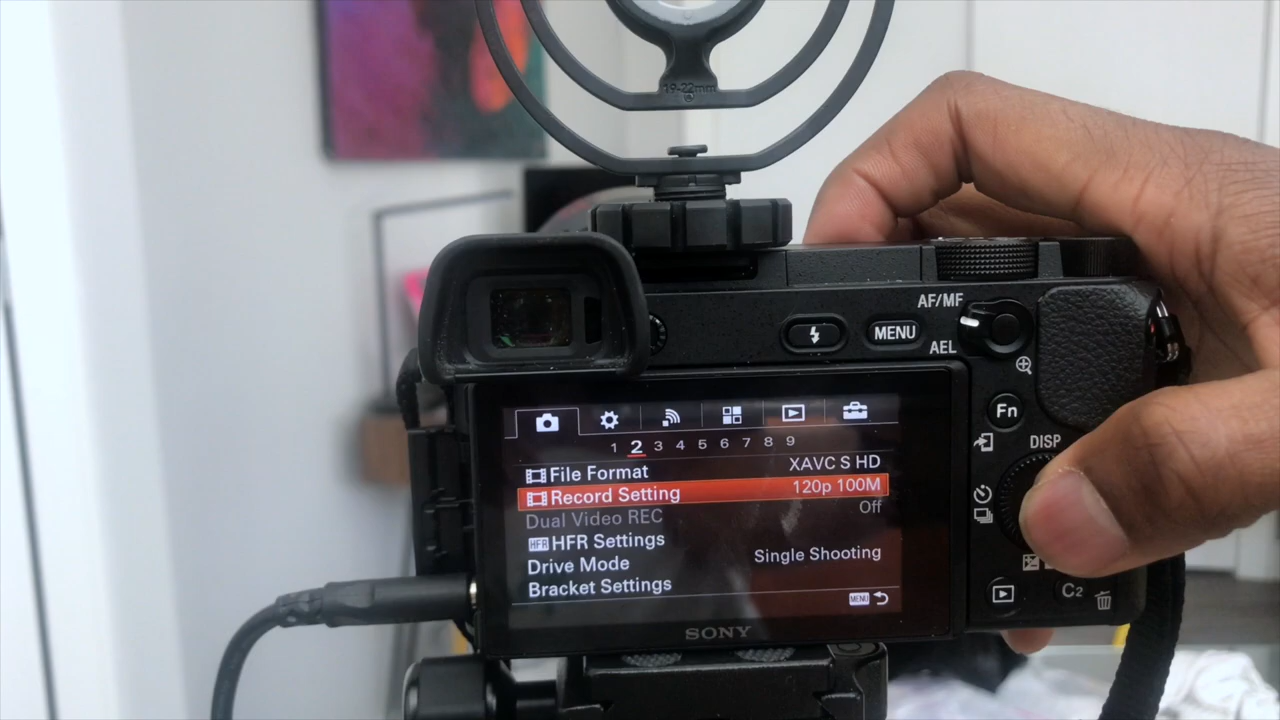 19-22mm
AF/MF
MENU
AEL
Fn
DISP
1 2 3 4 5 6 7 8 9
File Format XAVC S HD
Record Setting 120p 100M
Dual Video REC Off
HFR HFR Settings
Drive Mode Single Shooting
Bracket Settings
MENU
C2
SONY